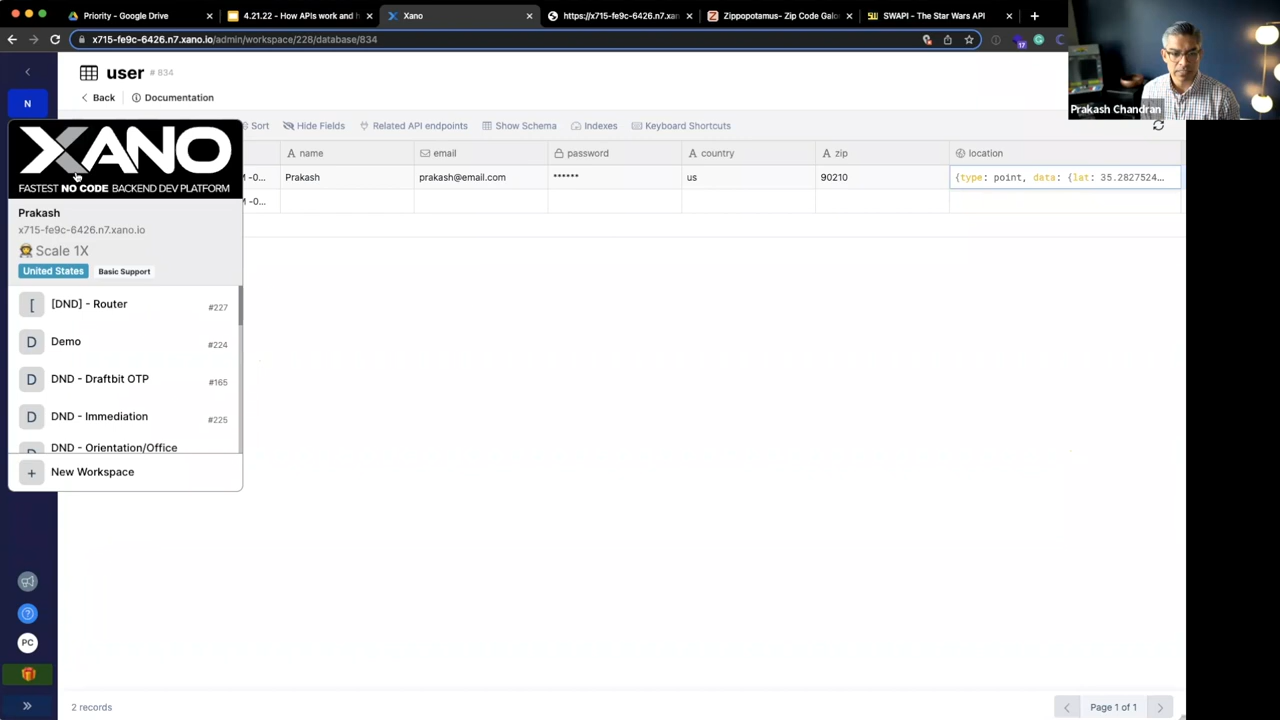 Priority - Google Drive
4.21.22 - How APIs work and h
Xano
https://x715-fe9c-6426.n7.xan
Zippopotamus- Zip Code Galo
SWAPI - The Star Wars API
x715-fe9c-6426.n7.xano.io/admin/workspace/228/database/834
17
user # 834
N
Back
Documentation
Prakash Chandran
Sort
Hide Fields
Related API endpoints
Show Schema
Indexes
Keyboard Shortcuts
XANO
FASTEST NO CODE BACKEND DEV PLATFORM
name
email
password
country
zip
location
M -0...
Prakash
prakash@email.com
******
us
90210
{type: point, data: {lat: 35.2827524…
M -0...
Prakash
x715-fe9c-6426.n7.xano.io
Scale 1X
United States
Basic Support
[
[DND] - Router
#227
D
Demo
#224
D
DND - Draftbit OTP
#165
D
DND - Immediation
#225
D
DND - Orientation/Office
+ New Workspace
PC
2 records
Page 1 of 1